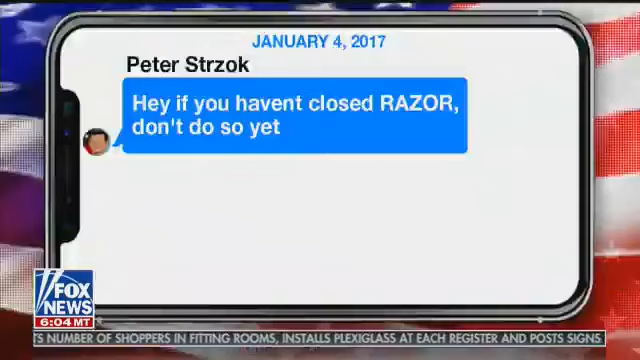 JANUARY 4, 2017
Peter Strzok
Hey if you havent closed RAZOR,
don't do so yet
FOX
NEWS
6:04 MT
TS NUMBER OF SHOPPERS IN FITTING ROOMS, INSTALLS PLEXIGLASS AT EACH REGISTER AND POSTS SIGNS